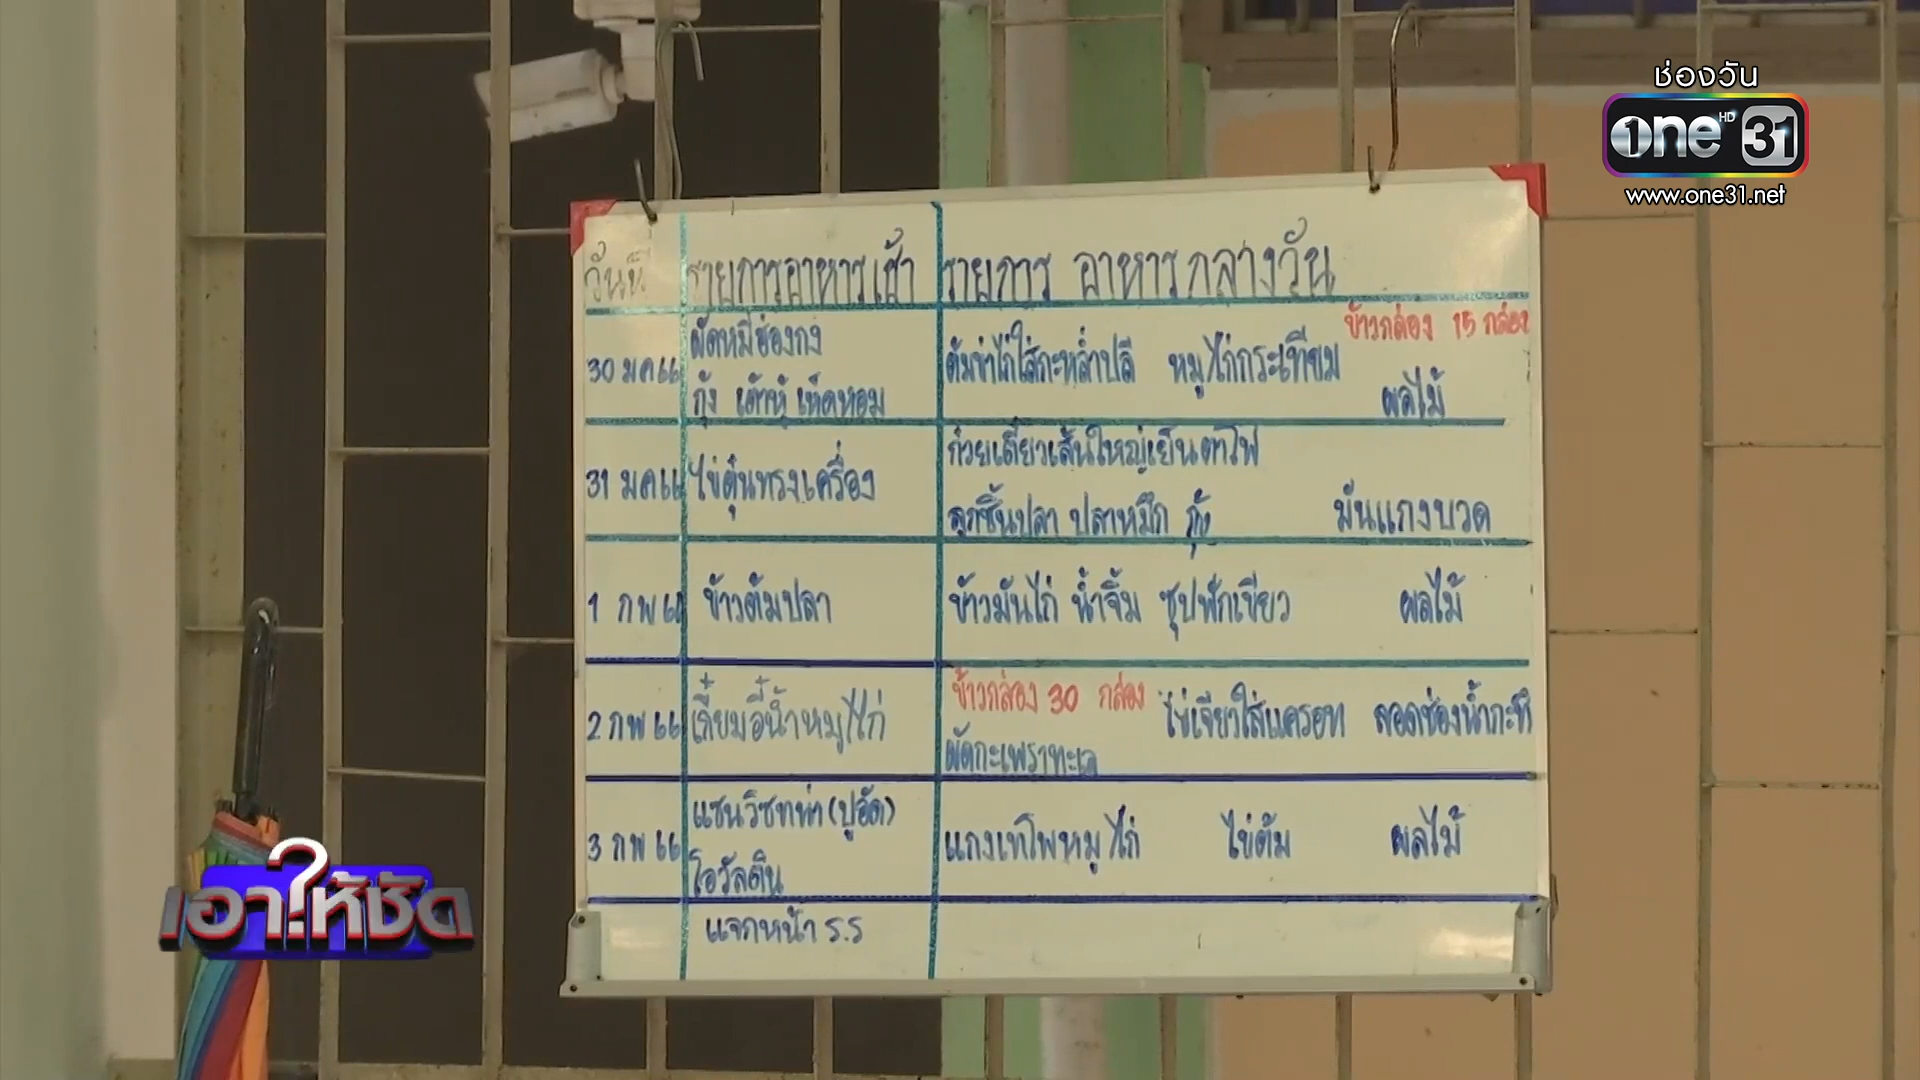 ช่องวัน
one HD 31
www.one31.net
วันที่ รายการอาหารเช้า รายการ อาหารกลางวัน
30 มค 66 ผัดหมี่ฮ่องกง ข้าวกล่อง 15 กล่อง
กุ้ง เต้าหู้ เห็ดหอม ต้มข่าไก่ใส่กะหล่ำปลี หมู/ไก่กระเทียม ผลไม้
31 มค 66 ไข่ตุ๋นทรงเครื่อง ก๋วยเตี๋ยวเส้นใหญ่เย็นตาโฟ
ลูกชิ้นปลา ปลาหมึก กุ้ง มันแกงบวด
1 กพ 66 ข้าวต้มปลา ข้าวมันไก่ น้ำจิ้ม ซุปฟักเขียว ผลไม้
2 กพ 66 เกี้ยมอี๋น้ำหมู/ไก่ ข้าวกล่อง 30 กล่อง ไข่เจียวใส่แครอท ลอดช่องน้ำกะทิ
ผัดกะเพราทะเล
3 กพ 66 แซนวิชทูน่า (ปูอัด) แกงเทโพหมู/ไก่ ไข่ต้ม ผลไม้
โอวัลติน
แจกหน้า ร.ร
เอาให้ชัด